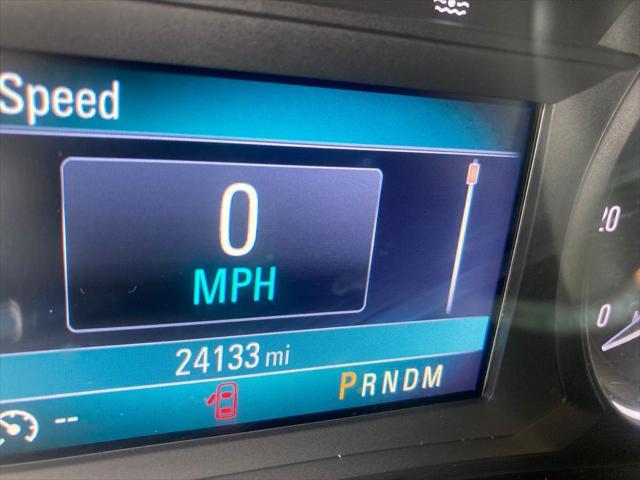 Speed
0
MPH
24133 mi
PRNDM
--
20
0